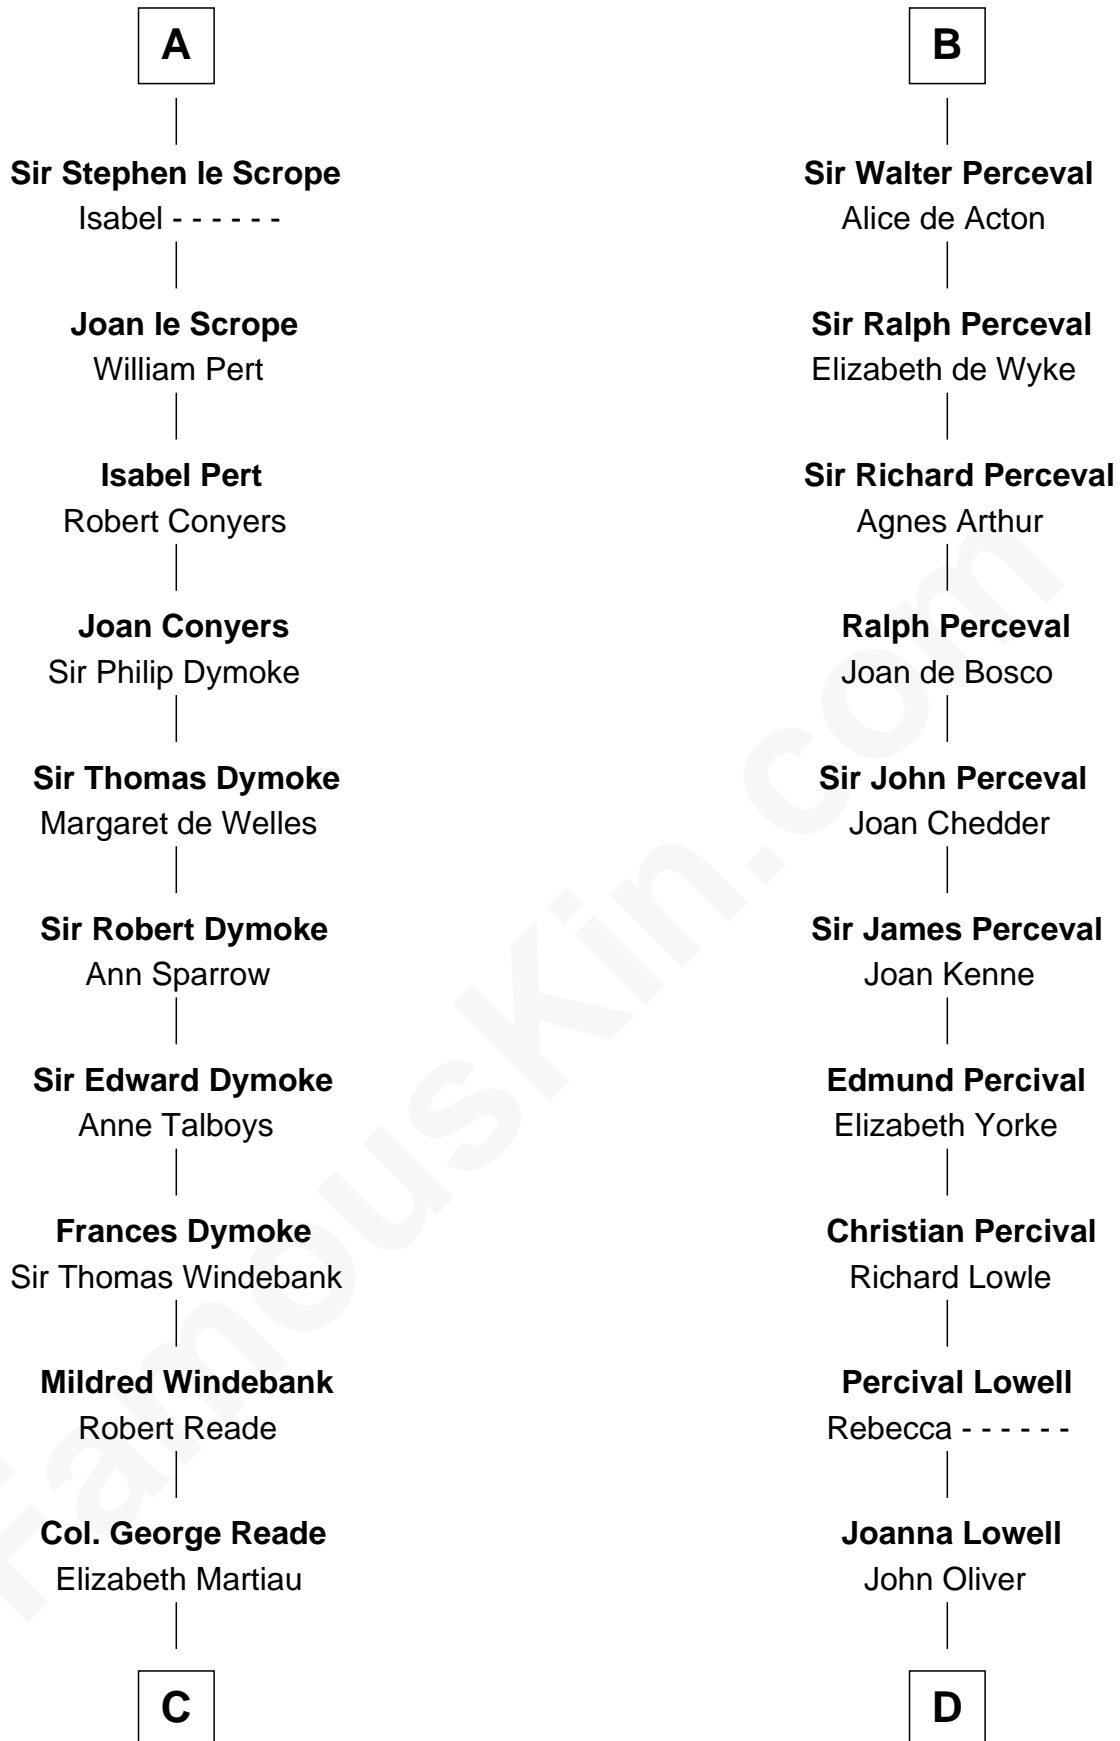 A
Sir Stephen le Scrope
Isabel - - - - - -
Joan le Scrope
William Pert
Isabel Pert
Robert Conyers
Joan Conyers
Sir Philip Dymoke
Sir Thomas Dymoke
Margaret de Welles
Sir Robert Dymoke
Ann Sparrow
Sir Edward Dymoke
Anne Talboys
Frances Dymoke
Sir Thomas Windebank
Mildred Windebank
Robert Reade
Col. George Reade
Elizabeth Martiau
C
B
Sir Walter Perceval
Alice de Acton
Sir Ralph Perceval
Elizabeth de Wyke
Sir Richard Perceval
Agnes Arthur
Ralph Perceval
Joan de Bosco
Sir John Perceval
Joan Chedder
Sir James Perceval
Joan Kenne
Edmund Percival
Elizabeth Yorke
Christian Percival
Richard Lowle
Percival Lowell
Rebecca - - - - - -
Joanna Lowell
John Oliver
D
FamousKin.com